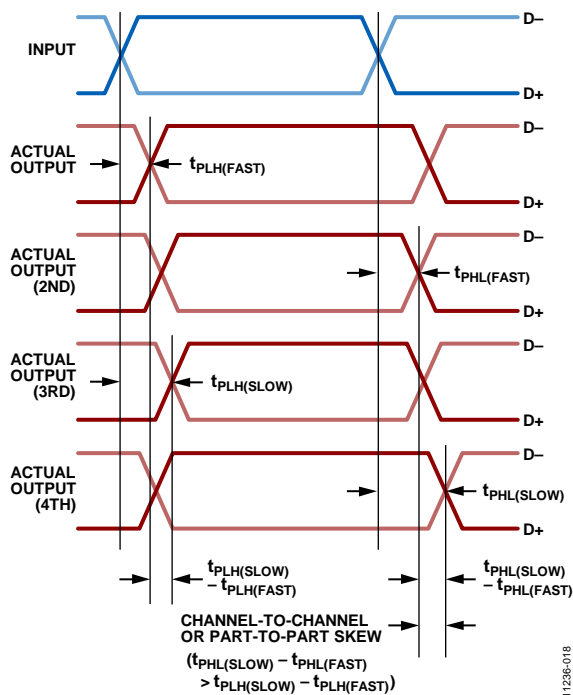 D–
INPUT
D+
D–
ACTUAL
OUTPUT
tPLH(FAST)
D+
D–
ACTUAL
OUTPUT
(2ND)
tPHL(FAST)
D+
D–
ACTUAL
OUTPUT
(3RD)
tPLH(SLOW)
D+
D–
ACTUAL
OUTPUT
(4TH)
tPHL(SLOW)
D+
tPLH(SLOW)
– tPLH(FAST)
tPHL(SLOW)
– tPHL(FAST)
CHANNEL-TO-CHANNEL
OR PART-TO-PART SKEW
(tPHL(SLOW) – tPHL(FAST)
> tPLH(SLOW) – tPLH(FAST))
11236-018